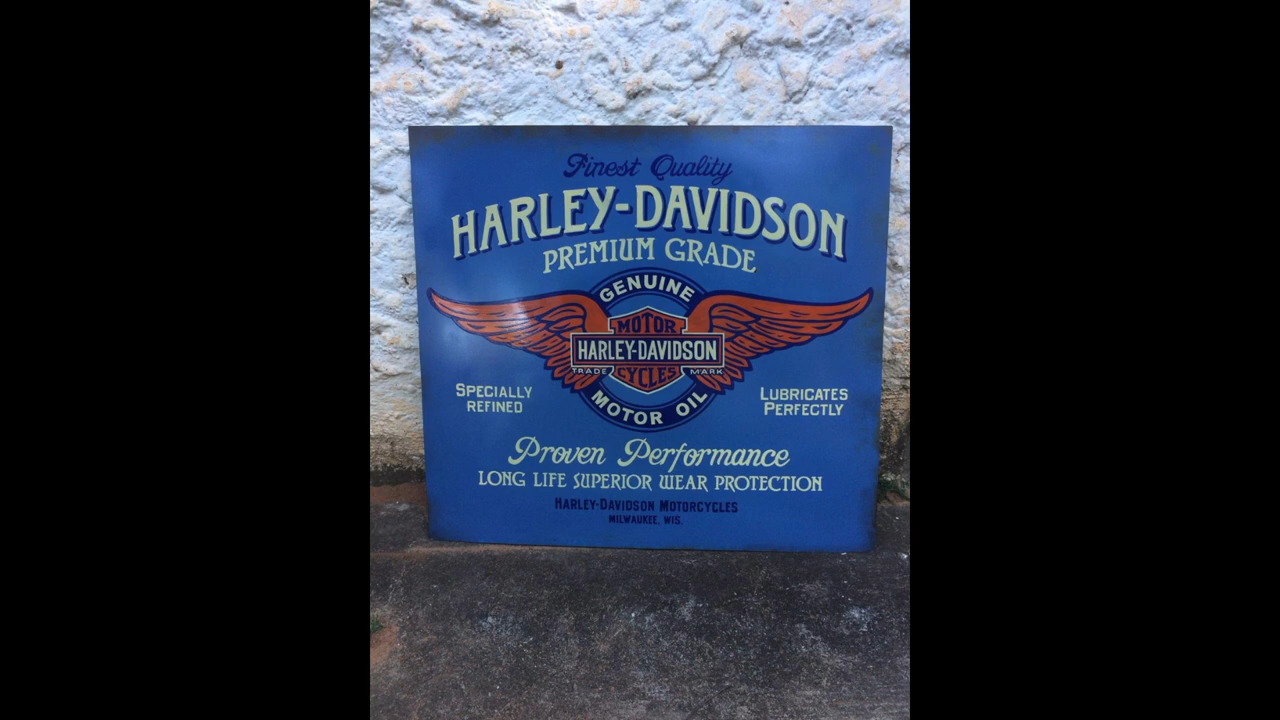 Finest Quality
HARLEY-DAVIDSON
PREMIUM GRADE
GENUINE
MOTOR
HARLEY-DAVIDSON
TRADE MARK
CYCLES
MOTOR OIL
SPECIALLY
REFINED
LUBRICATES
PERFECTLY
Proven Performance
LONG LIFE SUPERIOR WEAR PROTECTION
HARLEY-DAVIDSON MOTORCYCLES
MILWAUKEE, WIS.